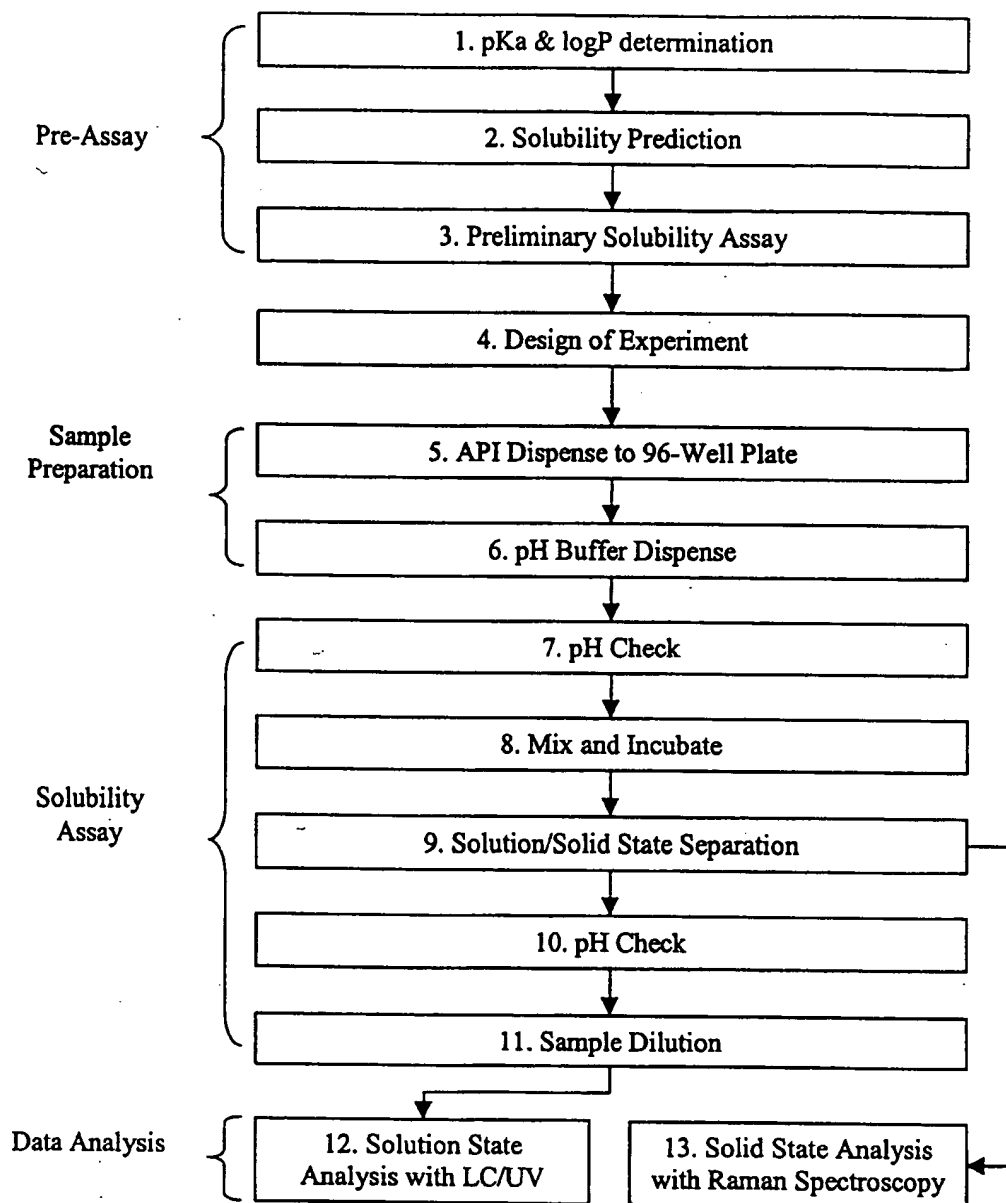 1. pKa & logP determination
Pre-Assay
2. Solubility Prediction
3. Preliminary Solubility Assay
4. Design of Experiment
Sample
Preparation
5. API Dispense to 96-Well Plate
6. pH Buffer Dispense
7. pH Check
8. Mix and Incubate
Solubility
Assay
9. Solution/Solid State Separation
10. pH Check
11. Sample Dilution
Data Analysis
12. Solution State
Analysis with LC/UV
13. Solid State Analysis
with Raman Spectroscopy